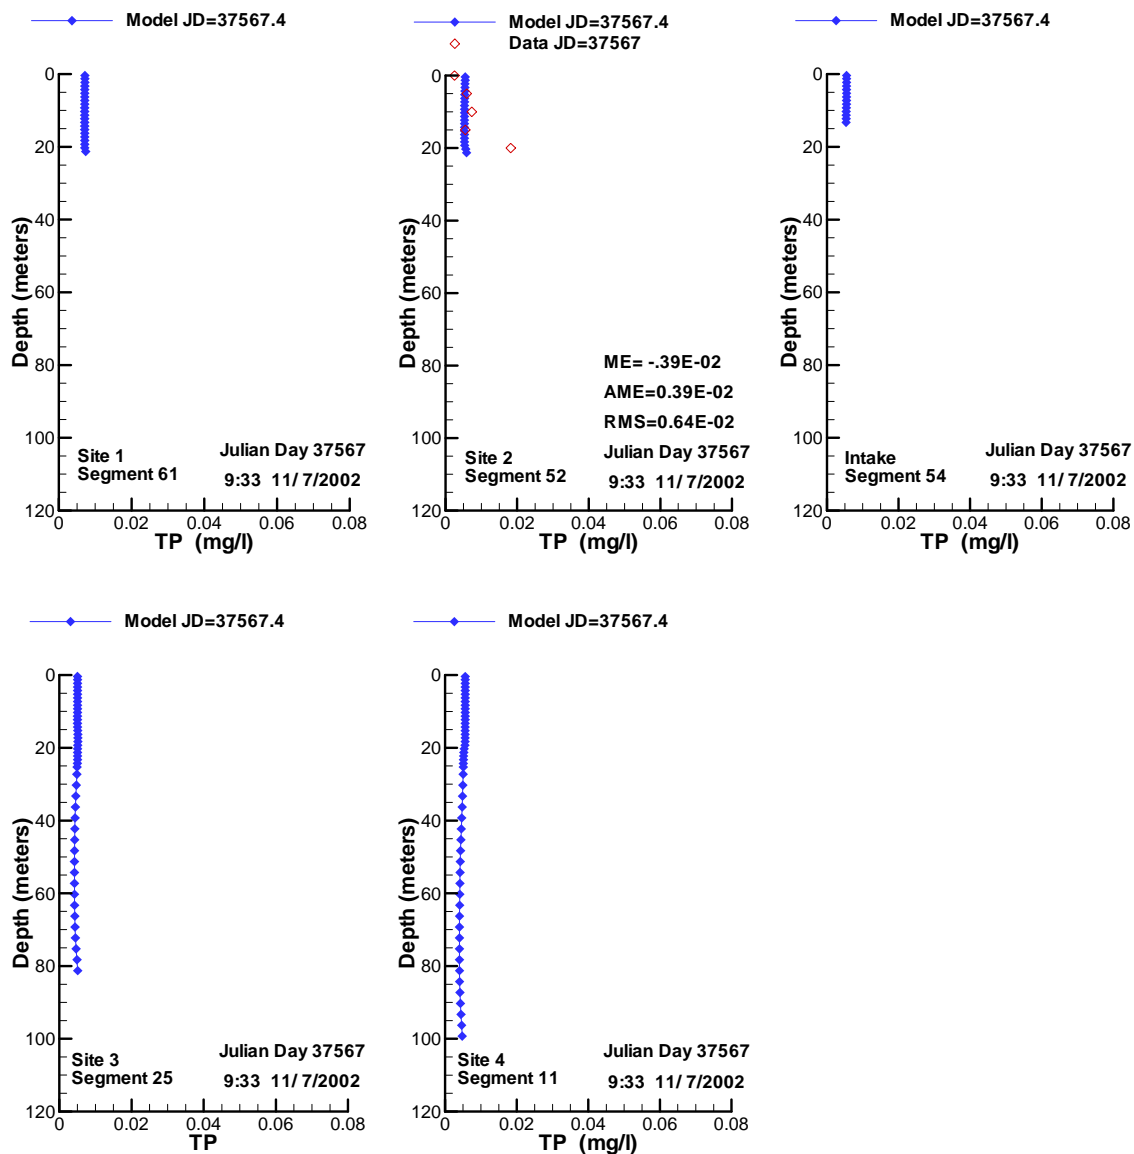 Model JD=37567.4
0
20
40
60
80
100
120
Depth (meters)
Site 1
Segment 61
Julian Day 37567
9:33 11/ 7/2002
0 0.02 0.04 0.06 0.08
TP (mg/l)
Model JD=37567.4
Data JD=37567
0
20
40
60
80
100
120
Depth (meters)
ME= -.39E-02
AME=0.39E-02
RMS=0.64E-02
Site 2
Segment 52
Julian Day 37567
9:33 11/ 7/2002
0 0.02 0.04 0.06 0.08
TP (mg/l)
Model JD=37567.4
0
20
40
60
80
100
120
Depth (meters)
Intake
Segment 54
Julian Day 37567
9:33 11/ 7/2002
0 0.02 0.04 0.06 0.08
TP (mg/l)
Model JD=37567.4
0
20
40
60
80
100
120
Depth (meters)
Site 3
Segment 25
Julian Day 37567
9:33 11/ 7/2002
0 0.02 0.04 0.06 0.08
TP
Model JD=37567.4
0
20
40
60
80
100
120
Depth (meters)
Site 4
Segment 11
Julian Day 37567
9:33 11/ 7/2002
0 0.02 0.04 0.06 0.08
TP (mg/l)